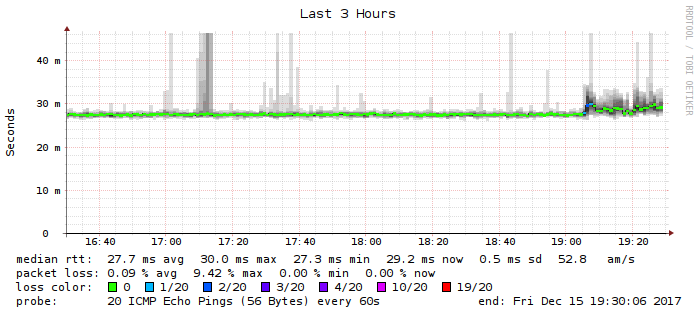 Last 3 Hours
RRDTOOL / TOBI OETIKER
Seconds
40 m
30 m
20 m
10 m
0
16:40 17:00 17:20 17:40 18:00 18:20 18:40 19:00 19:20
median rtt: 27.7 ms avg 30.0 ms max 27.3 ms min 29.2 ms now 0.5 ms sd 52.8 am/s
packet loss: 0.09 % avg 9.42 % max 0.00 % min 0.00 % now
loss color: 0 1/20 2/20 3/20 4/20 10/20 19/20
probe: 20 ICMP Echo Pings (56 Bytes) every 60s end: Fri Dec 15 19:30:06 2017